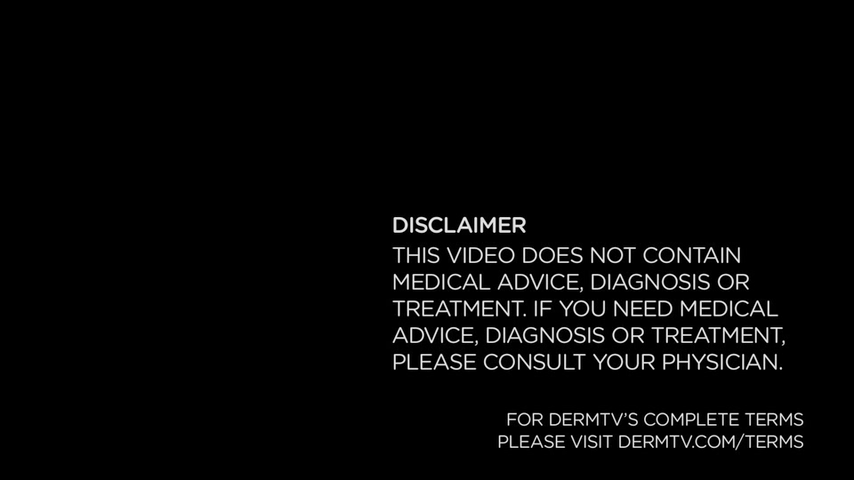 DISCLAIMER
THIS VIDEO DOES NOT CONTAIN
MEDICAL ADVICE, DIAGNOSIS OR
TREATMENT. IF YOU NEED MEDICAL
ADVICE, DIAGNOSIS OR TREATMENT,
PLEASE CONSULT YOUR PHYSICIAN.
FOR DERMTV'S COMPLETE TERMS
PLEASE VISIT DERMTV.COM/TERMS